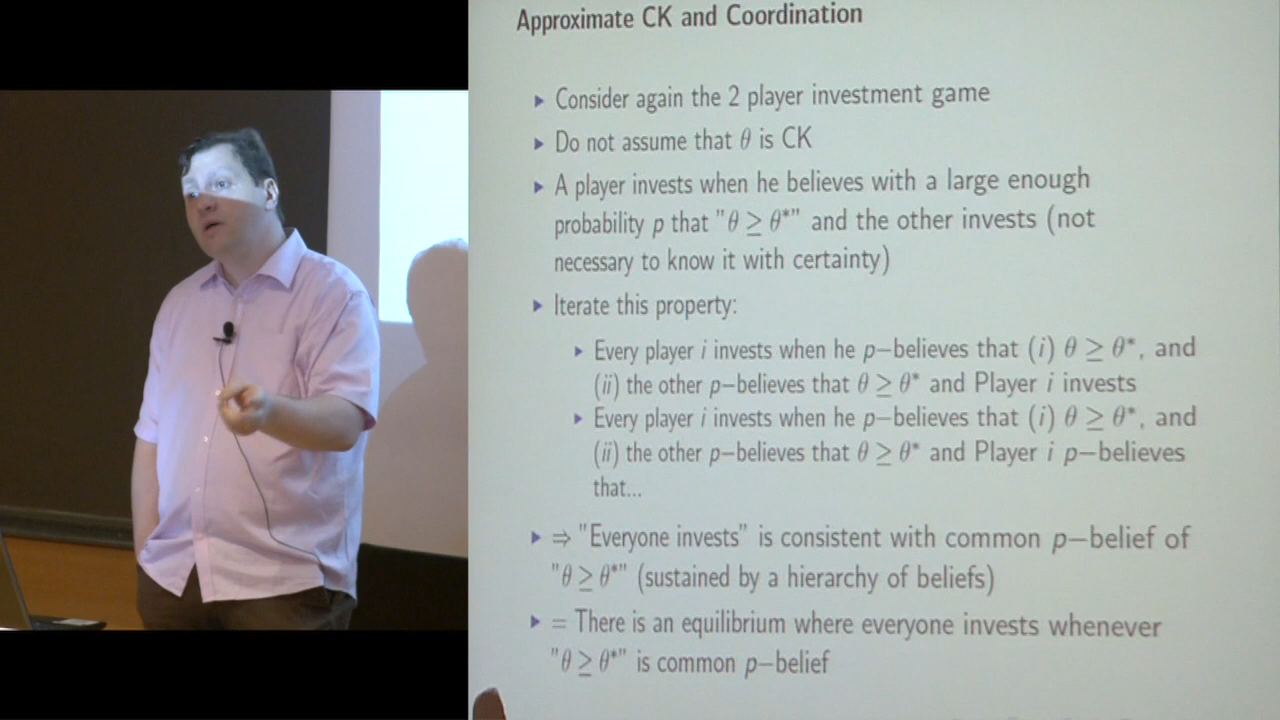 Approximate CK and Coordination
Consider again the 2 player investment game
Do not assume that θ is CK
A player invests when he believes with a large enough
probability p that "θ ≥ θ*" and the other invests (not
necessary to know it with certainty)
Iterate this property:
Every player i invests when he p−believes that (i) θ ≥ θ*, and
(ii) the other p−believes that θ ≥ θ* and Player i invests
Every player i invests when he p−believes that (i) θ ≥ θ*, and
(ii) the other p−believes that θ ≥ θ* and Player i p−believes
that...
⇒ "Everyone invests" is consistent with common p−belief of
"θ ≥ θ*" (sustained by a hierarchy of beliefs)
= There is an equilibrium where everyone invests whenever
"θ ≥ θ*" is common p−belief